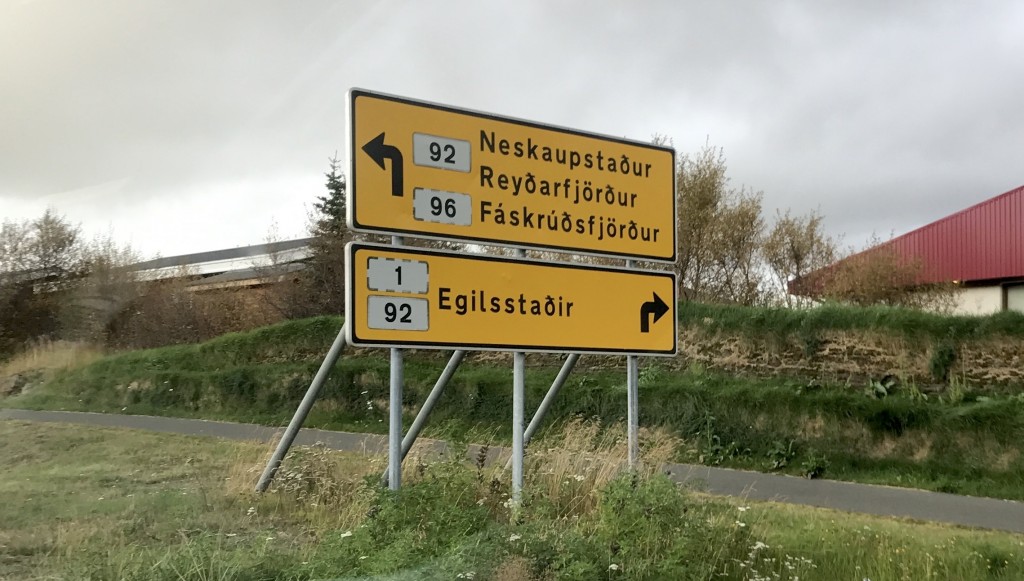 92 Neskaupstaður
Reyðarfjörður
96 Fáskrúðsfjörður
1
92 Egilsstaðir